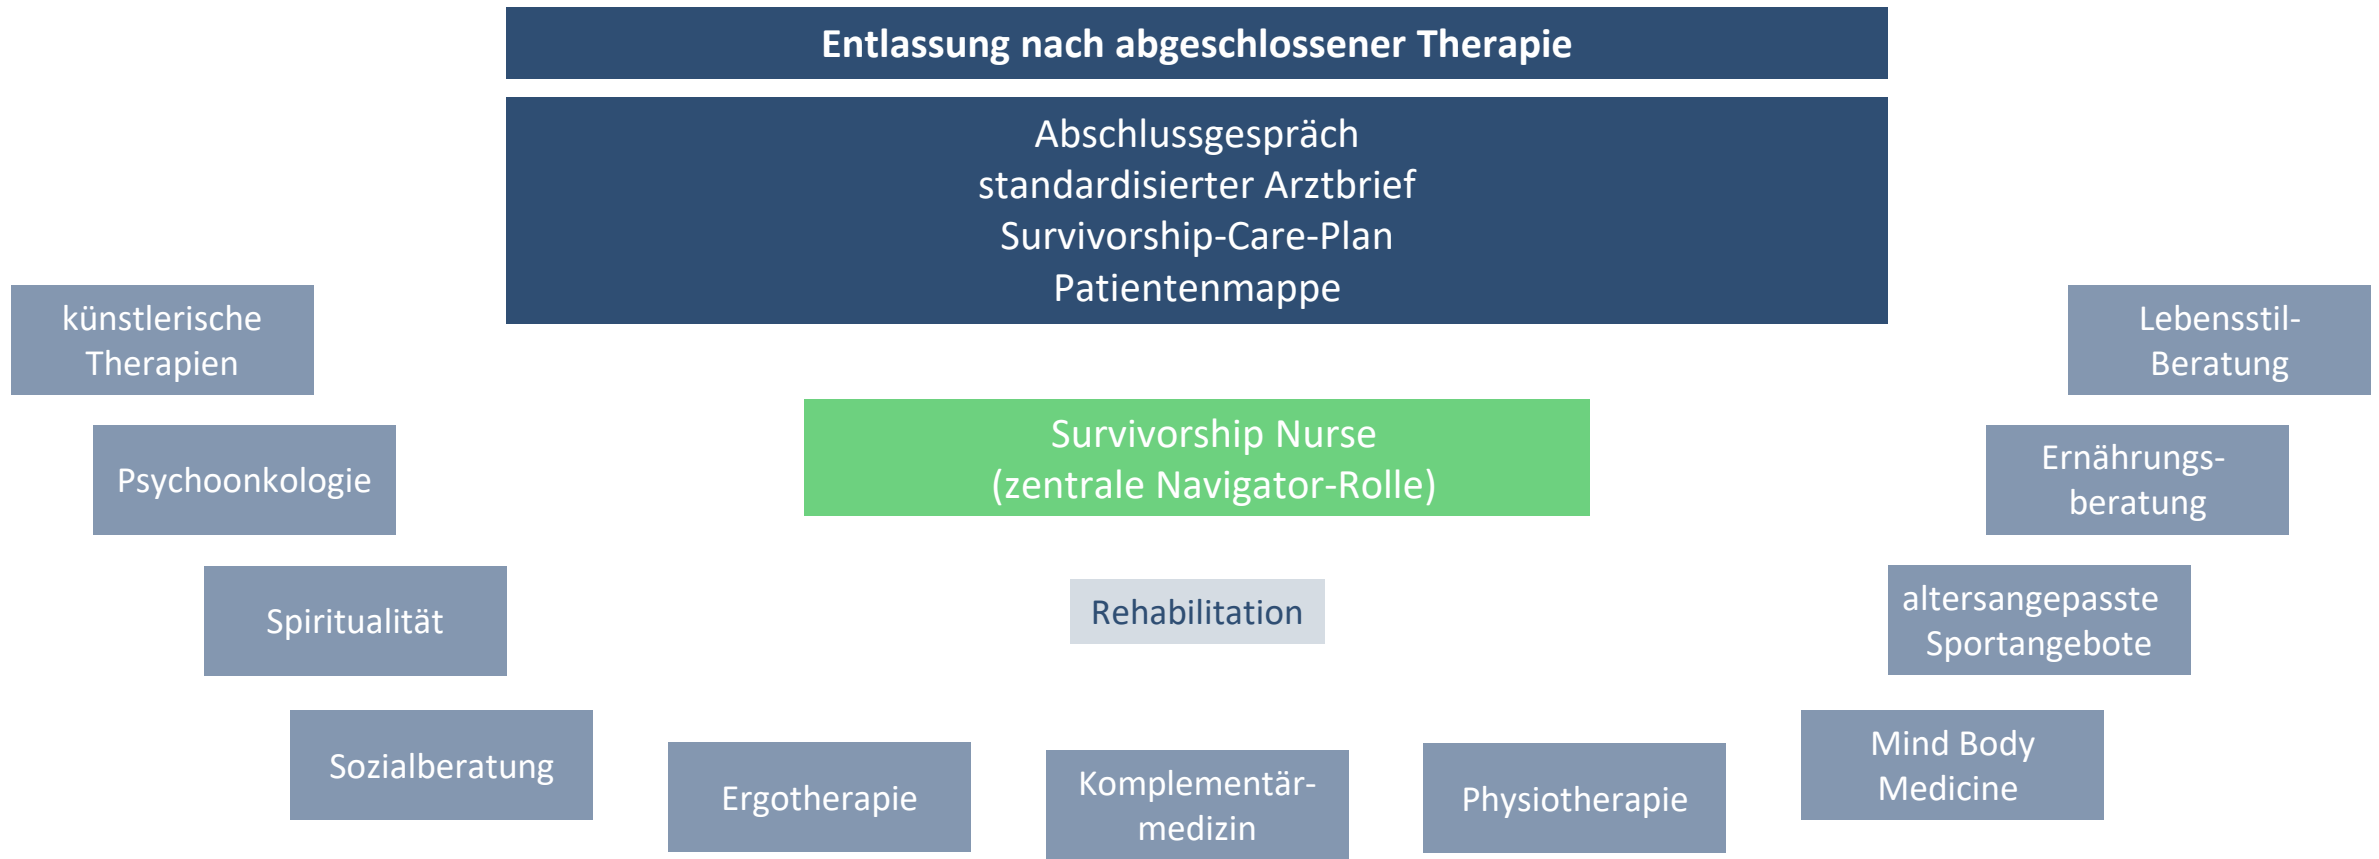 Entlassung nach abgeschlossener Therapie
Abschlussgespräch
standardisierter Arztbrief
Survivorship-Care-Plan
Patientenmappe
künstlerische
Therapien
Lebensstil-
Beratung
Survivorship Nurse
(zentrale Navigator-Rolle)
Psychoonkologie
Ernährungs-
beratung
Spiritualität
Rehabilitation
altersangepasste
Sportangebote
Sozialberatung
Ergotherapie
Komplementär-
medizin
Physiotherapie
Mind Body
Medicine